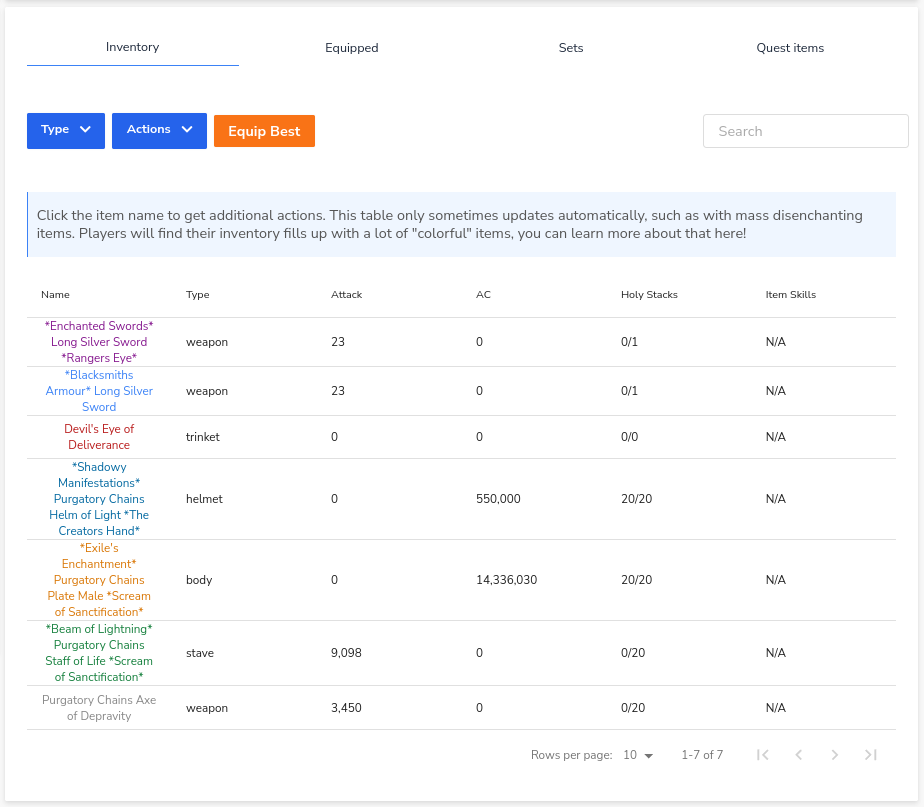 Inventory Equipped Sets Quest items
Type Actions Equip Best Search
Click the item name to get additional actions. This table only sometimes updates automatically, such as with mass disenchanting
items. Players will find their inventory fills up with a lot of "colorful" items, you can learn more about that here!
Name Type Attack AC Holy Stacks Item Skills
*Enchanted Swords*
Long Silver Sword
*Rangers Eye*
weapon 23 0 0/1 N/A
*Blacksmiths
Armour* Long Silver
Sword
weapon 23 0 0/1 N/A
Devil's Eye of
Deliverance
trinket 0 0 0/0 N/A
*Shadowy
Manifestations*
Purgatory Chains
Helm of Light *The
Creators Hand*
helmet 0 550,000 20/20 N/A
*Exile's
Enchantment*
Purgatory Chains
Plate Male *Scream
of Sanctification*
body 0 14,336,030 20/20 N/A
*Beam of Lightning*
Purgatory Chains
Staff of Life *Scream
of Sanctification*
stave 9,098 0 0/20 N/A
Purgatory Chains Axe
of Depravity
weapon 3,450 0 0/20 N/A
Rows per page: 10 1-7 of 7